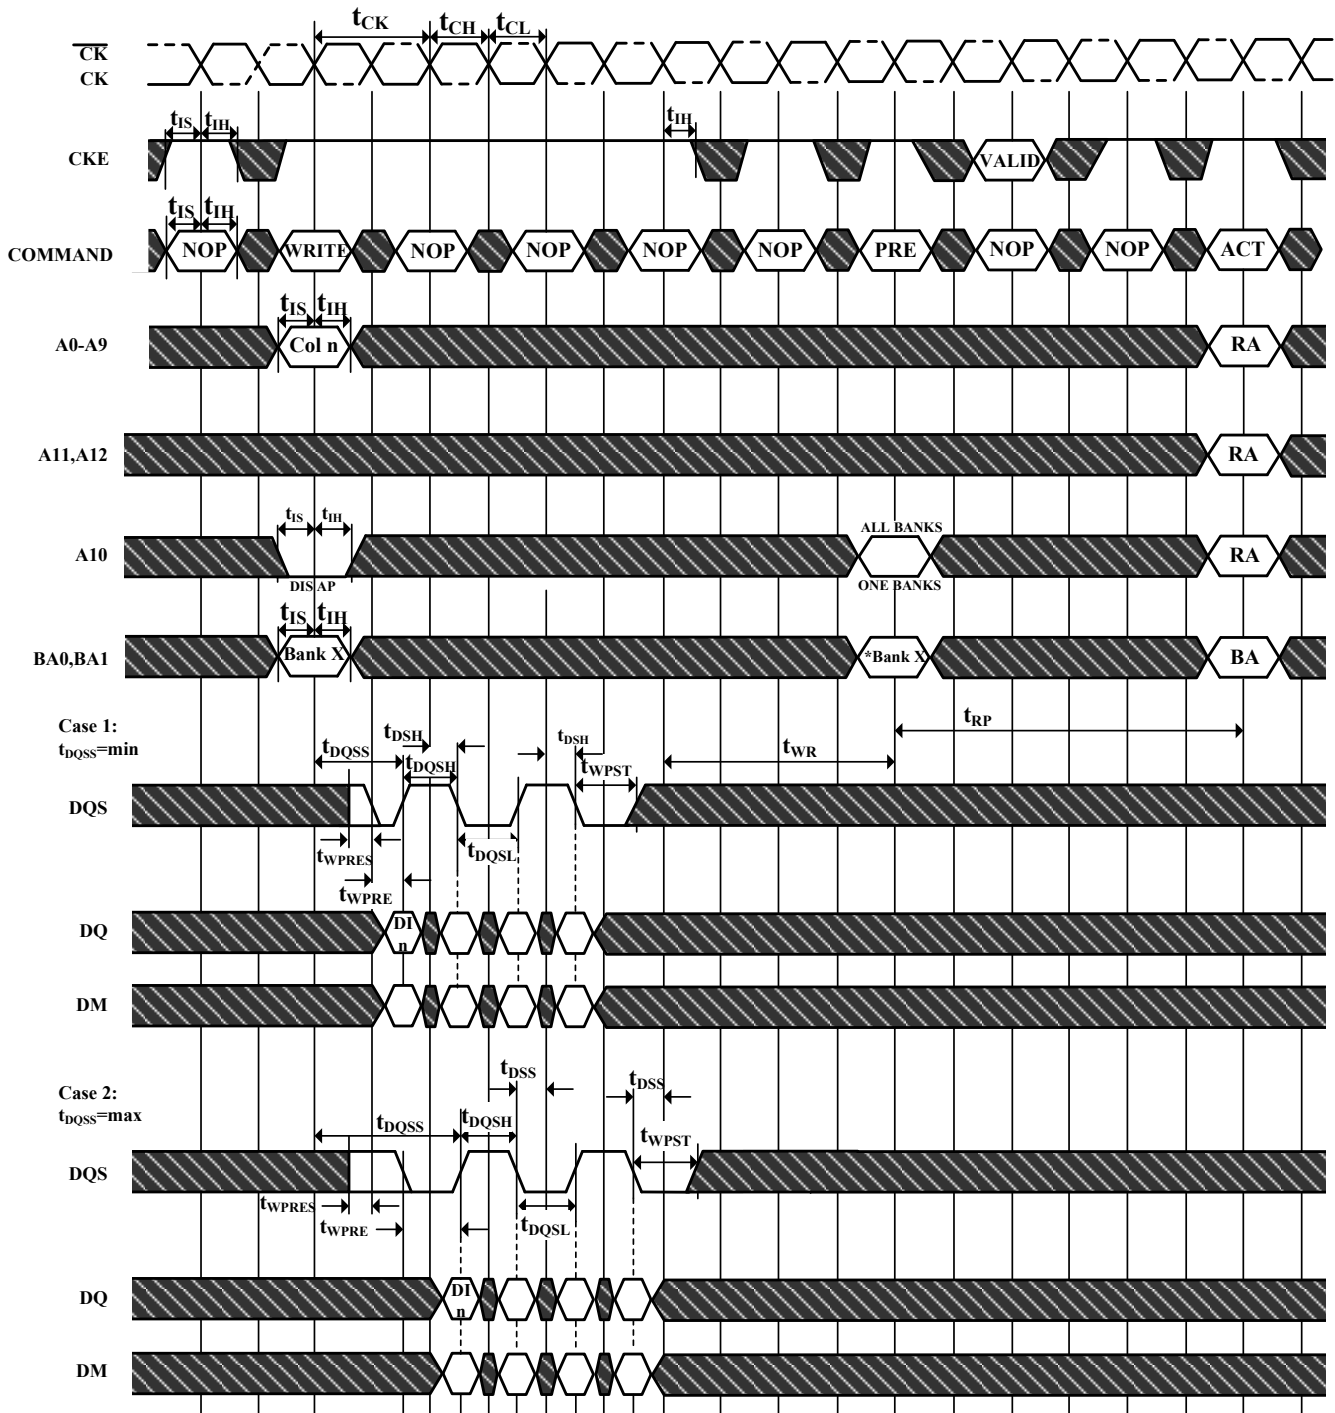 tCK tCH tCL
CK
CK
tIS tIH tIH
CKE VALID
tIS tIH
COMMAND NOP WRITE NOP NOP NOP NOP PRE NOP NOP ACT
tIS tIH
A0-A9 Col n RA
A11,A12 RA
tIS tIH ALL BANKS
A10 RA
DIS AP ONE BANKS
tIS tIH
BA0,BA1 Bank X *Bank X BA
Case 1:
tDQSS=min
tDQSS tDSH tDQSH tDSH tWPST tWR tRP
DQS
tWPRES tDQSL
tWPRE
DQ DI
n
DM
Case 2:
tDQSS=max
tDSS tDSS
tDQSS tDQSH tWPST
DQS
tWPRES tWPRE tDQSL
DQ DI
n
DM